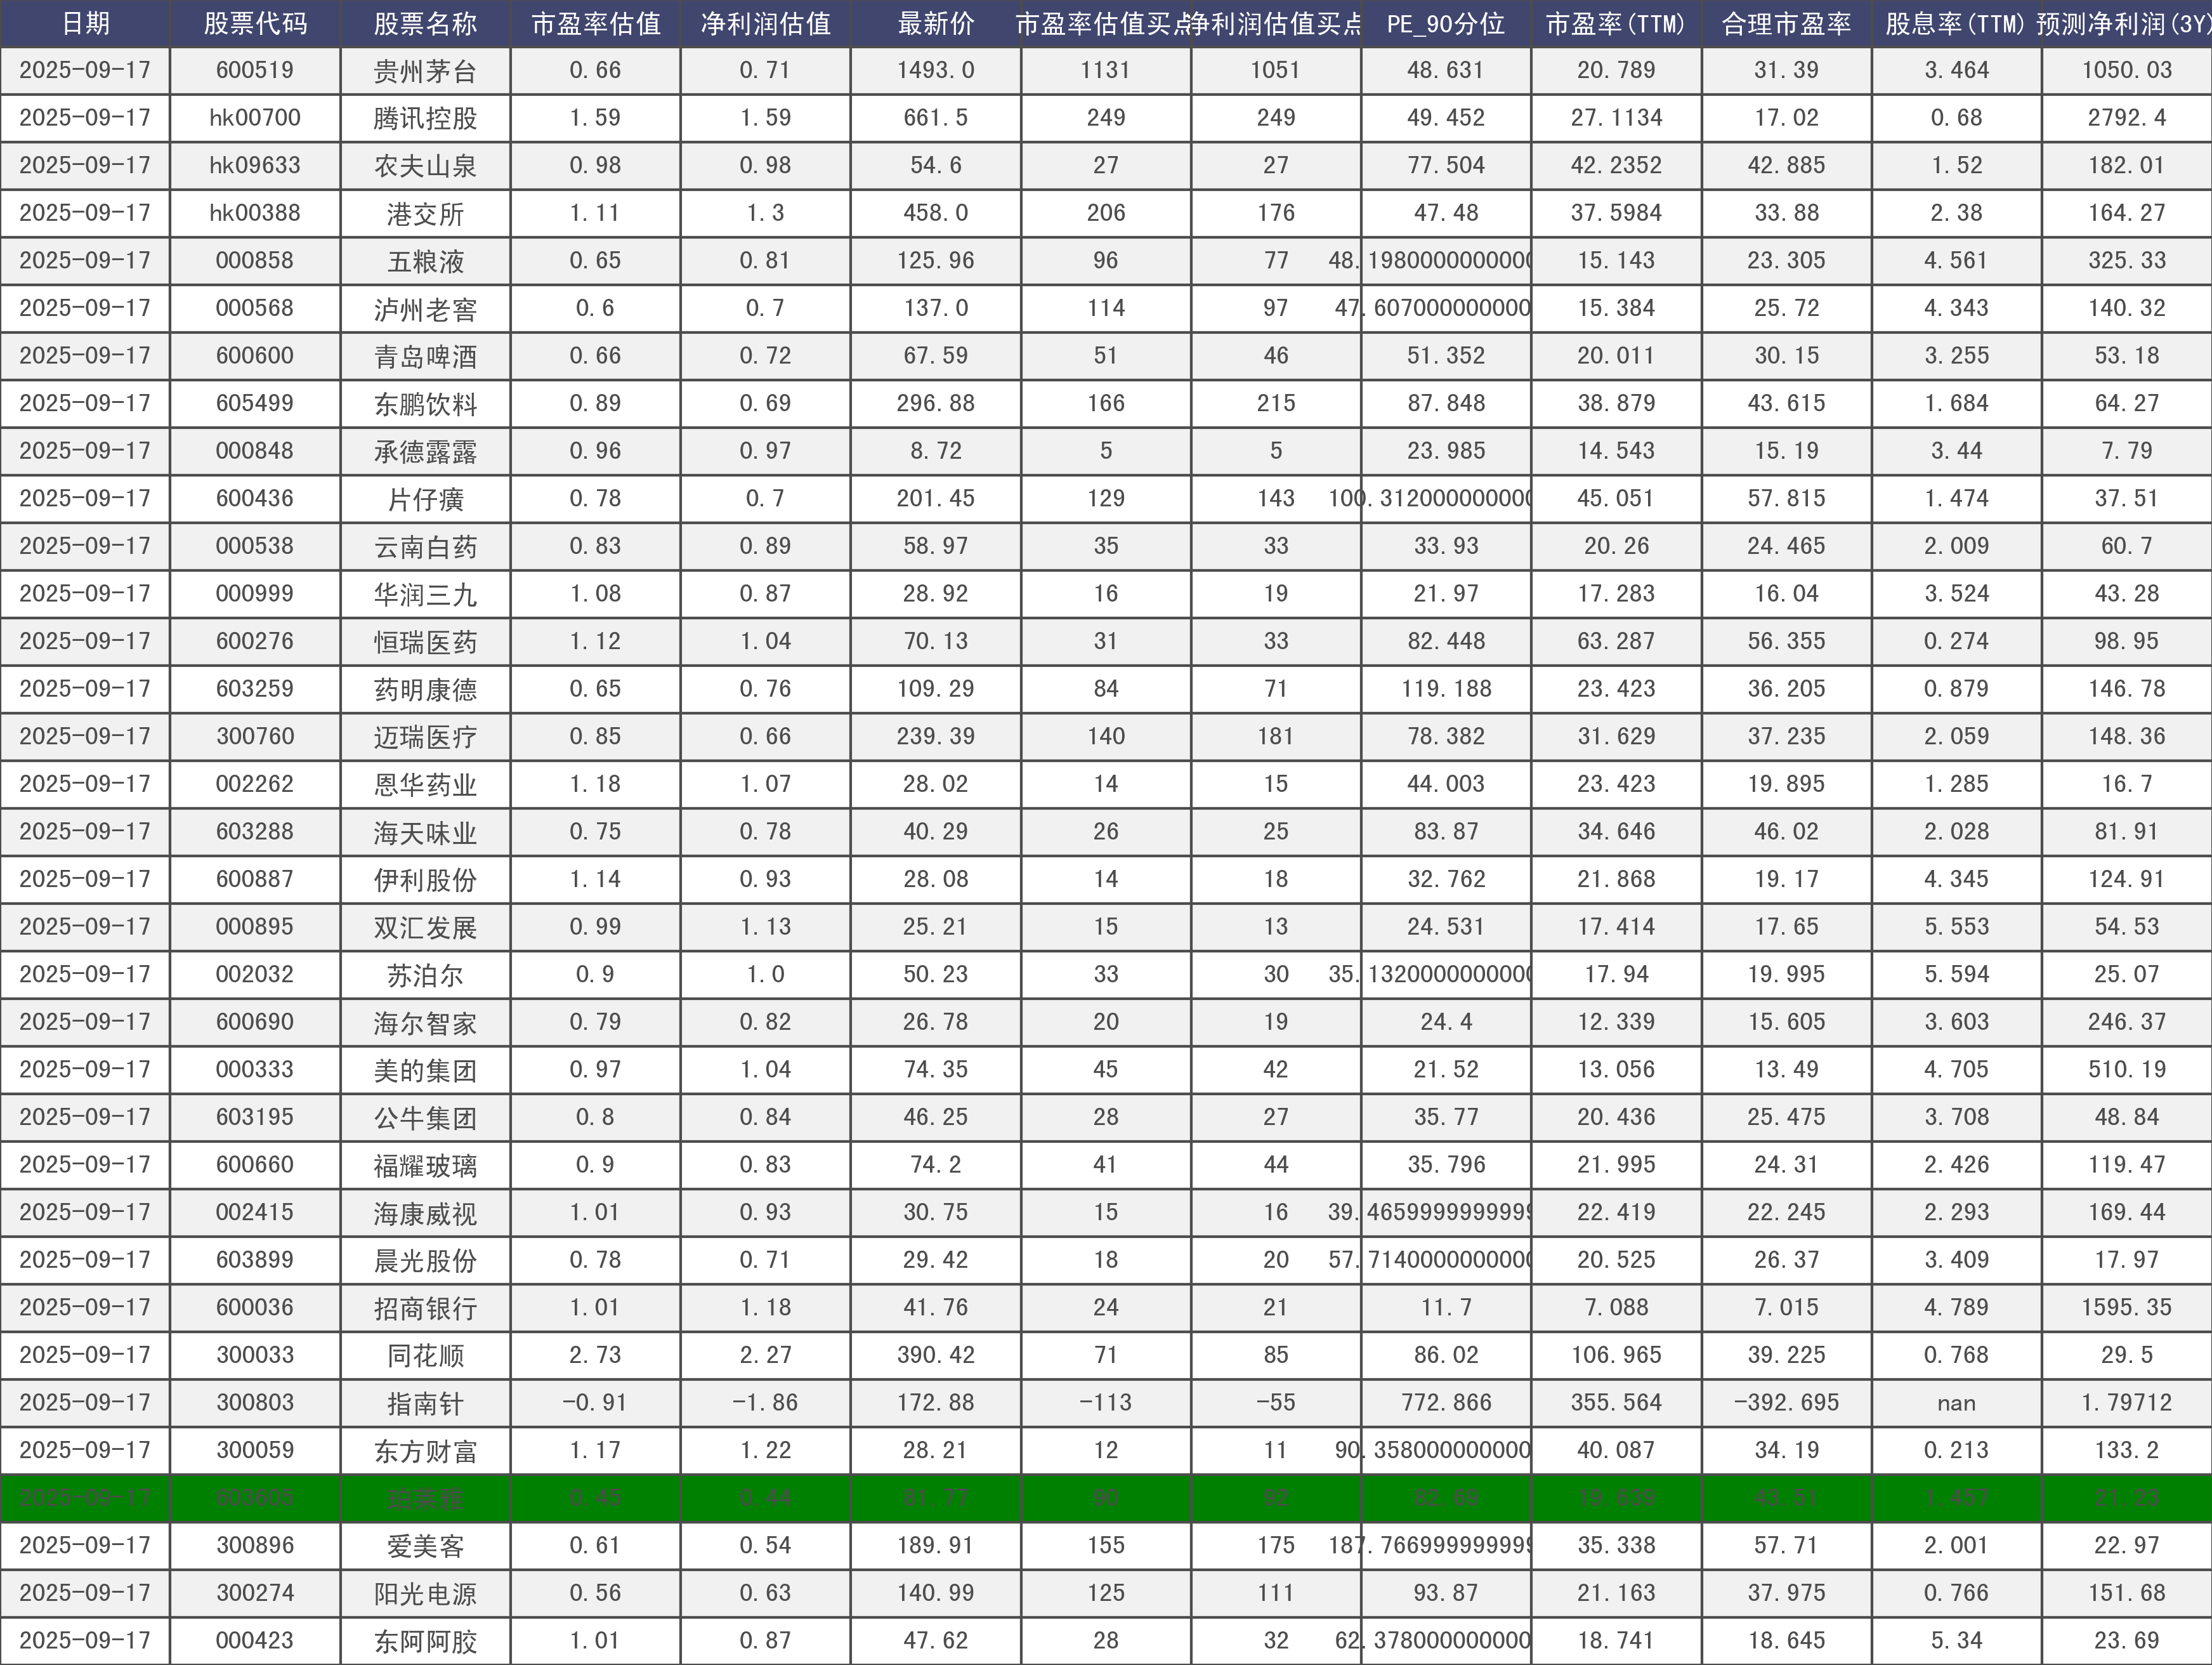 日期 股票代码 股票名称 市盈率估值 净利润估值 最新价 市盈率估值买点 净利润估值买点 PE_90分位 市盈率(TTM) 合理市盈率 股息率(TTM) 预测净利润(3Y)
2025-09-17 600519 贵州茅台 0.66 0.71 1493.0 1131 1051 48.631 20.789 31.39 3.464 1050.03
2025-09-17 hk00700 腾讯控股 1.59 1.59 661.5 249 249 49.452 27.1134 17.02 0.68 2792.4
2025-09-17 hk09633 农夫山泉 0.98 0.98 54.6 27 27 77.504 42.2352 42.885 1.52 182.01
2025-09-17 hk00388 港交所 1.11 1.3 458.0 206 176 47.48 37.5984 33.88 2.38 164.27
2025-09-17 000858 五粮液 0.65 0.81 125.96 96 77 48.1980000000000 15.143 23.305 4.561 325.33
2025-09-17 000568 泸州老窖 0.6 0.7 137.0 114 97 47.607000000000 15.384 25.72 4.343 140.32
2025-09-17 600600 青岛啤酒 0.66 0.72 67.59 51 46 51.352 20.011 30.15 3.255 53.18
2025-09-17 605499 东鹏饮料 0.89 0.69 296.88 166 215 87.848 38.879 43.615 1.684 64.27
2025-09-17 000848 承德露露 0.96 0.97 8.72 5 5 23.985 14.543 15.19 3.44 7.79
2025-09-17 600436 片仔癀 0.78 0.7 201.45 129 143 100.312000000000 45.051 57.815 1.474 37.51
2025-09-17 000538 云南白药 0.83 0.89 58.97 35 33 33.93 20.26 24.465 2.009 60.7
2025-09-17 000999 华润三九 1.08 0.87 28.92 16 19 21.97 17.283 16.04 3.524 43.28
2025-09-17 600276 恒瑞医药 1.12 1.04 70.13 31 33 82.448 63.287 56.355 0.274 98.95
2025-09-17 603259 药明康德 0.65 0.76 109.29 84 71 119.188 23.423 36.205 0.879 146.78
2025-09-17 300760 迈瑞医疗 0.85 0.66 239.39 140 181 78.382 31.629 37.235 2.059 148.36
2025-09-17 002262 恩华药业 1.18 1.07 28.02 14 15 44.003 23.423 19.895 1.285 16.7
2025-09-17 603288 海天味业 0.75 0.78 40.29 26 25 83.87 34.646 46.02 2.028 81.91
2025-09-17 600887 伊利股份 1.14 0.93 28.08 14 18 32.762 21.868 19.17 4.345 124.91
2025-09-17 000895 双汇发展 0.99 1.13 25.21 15 13 24.531 17.414 17.65 5.553 54.53
2025-09-17 002032 苏泊尔 0.9 1.0 50.23 33 30 35.1320000000000 17.94 19.995 5.594 25.07
2025-09-17 600690 海尔智家 0.79 0.82 26.78 20 19 24.4 12.339 15.605 3.603 246.37
2025-09-17 000333 美的集团 0.97 1.04 74.35 45 42 21.52 13.056 13.49 4.705 510.19
2025-09-17 603195 公牛集团 0.8 0.84 46.25 28 27 35.77 20.436 25.475 3.708 48.84
2025-09-17 600660 福耀玻璃 0.9 0.83 74.2 41 44 35.796 21.995 24.31 2.426 119.47
2025-09-17 002415 海康威视 1.01 0.93 30.75 15 16 39.4659999999999 22.419 22.245 2.293 169.44
2025-09-17 603899 晨光股份 0.78 0.71 29.42 18 20 57.7140000000000 20.525 26.37 3.409 17.97
2025-09-17 600036 招商银行 1.01 1.18 41.76 24 21 11.7 7.088 7.015 4.789 1595.35
2025-09-17 300033 同花顺 2.73 2.27 390.42 71 85 86.02 106.965 39.225 0.768 29.5
2025-09-17 300803 指南针 -0.91 -1.86 172.88 -113 -55 772.866 355.564 -392.695 nan 1.79712
2025-09-17 300059 东方财富 1.17 1.22 28.21 12 11 90.358000000000 40.087 34.19 0.213 133.2
2025-09-17 603605 珀莱雅 0.45 0.44 81.77 90 92 62.69 19.639 43.51 1.457 21.23
2025-09-17 300896 爱美客 0.61 0.54 189.91 155 175 187.766999999999 35.338 57.71 2.001 22.97
2025-09-17 300274 阳光电源 0.56 0.63 140.99 125 111 93.87 21.163 37.975 0.766 151.68
2025-09-17 000423 东阿阿胶 1.01 0.87 47.62 28 32 62.378000000000 18.741 18.645 5.34 23.69